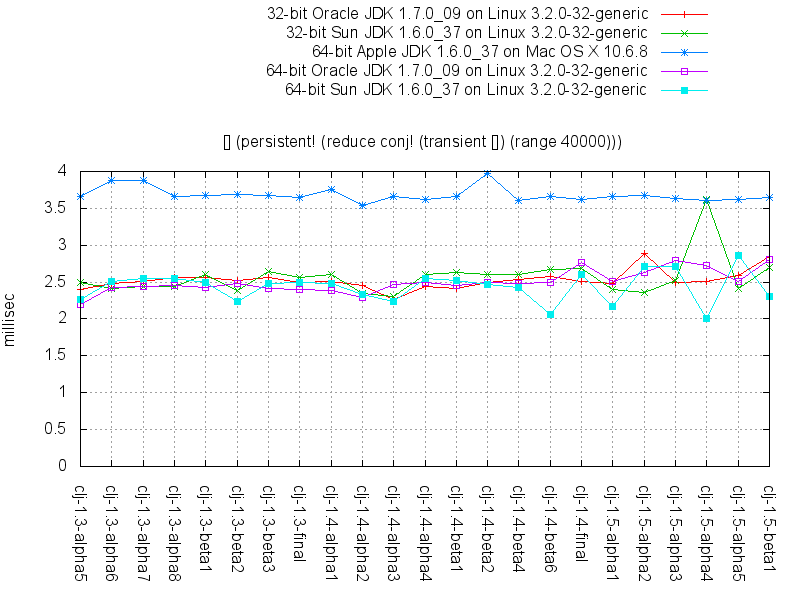 32-bit Oracle JDK 1.7.0_09 on Linux 3.2.0-32-generic
32-bit Sun JDK 1.6.0_37 on Linux 3.2.0-32-generic
64-bit Apple JDK 1.6.0_37 on Mac OS X 10.6.8
64-bit Oracle JDK 1.7.0_09 on Linux 3.2.0-32-generic
64-bit Sun JDK 1.6.0_37 on Linux 3.2.0-32-generic
[] (persistent! (reduce conj! (transient []) (range 40000)))
4
3.5
3
2.5
2
1.5
1
0.5
0
millisec
clj-1.3-alpha5
clj-1.3-alpha6
clj-1.3-alpha7
clj-1.3-alpha8
clj-1.3-beta1
clj-1.3-beta2
clj-1.3-beta3
clj-1.3-final
clj-1.4-alpha1
clj-1.4-alpha2
clj-1.4-alpha3
clj-1.4-alpha4
clj-1.4-beta1
clj-1.4-beta2
clj-1.4-beta4
clj-1.4-beta6
clj-1.4-final
clj-1.5-alpha1
clj-1.5-alpha2
clj-1.5-alpha3
clj-1.5-alpha4
clj-1.5-alpha5
clj-1.5-beta1